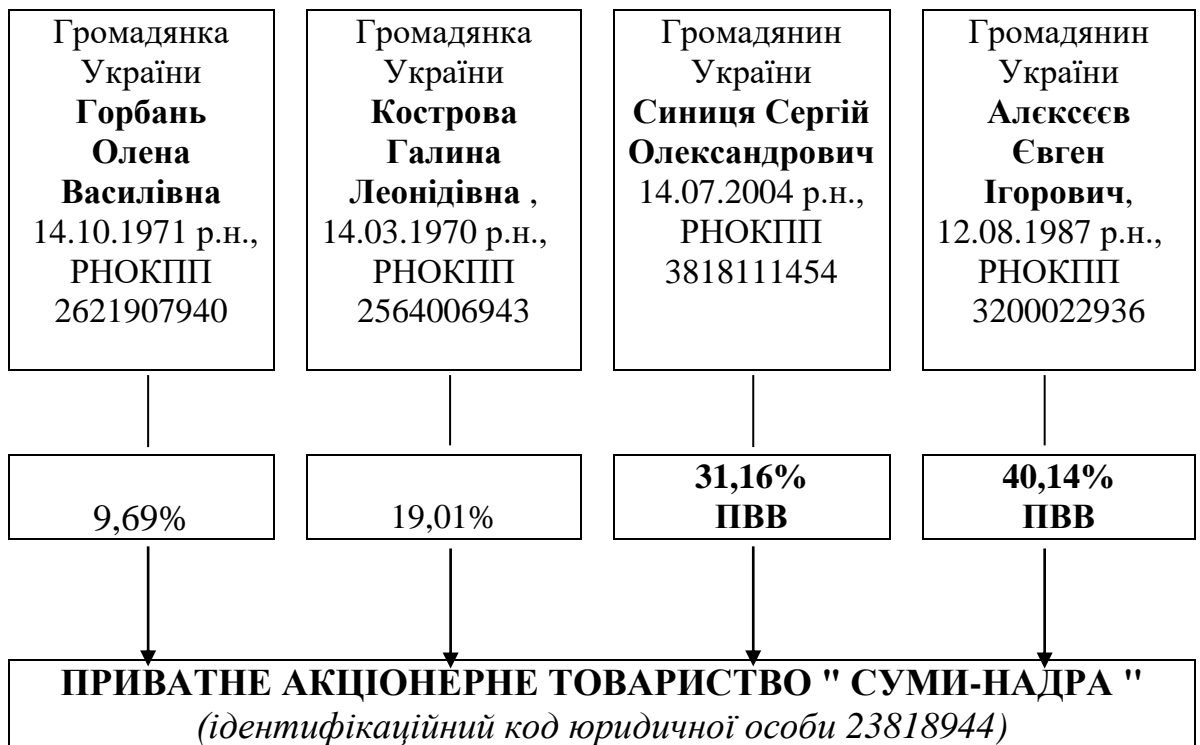 Громадянка
України
Горбань
Олена
Василівна
14.10.1971 р.н.,
РНОКПП
2621907940
Громадянка
України
Кострова
Галина
Леонідівна ,
14.03.1970 р.н.,
РНОКПП
2564006943
Громадянин
України
Синиця Сергій
Олександрович
14.07.2004 р.н.,
РНОКПП
3818111454
Громадянин
України
Алєксєєв
Євген
Ігорович,
12.08.1987 р.н.,
РНОКПП
3200022936
9,69%
19,01%
31,16%
ПВВ
40,14%
ПВВ
ПРИВАТНЕ АКЦІОНЕРНЕ ТОВАРИСТВО " СУМИ-НАДРА "
(ідентифікаційний код юридичної особи 23818944)